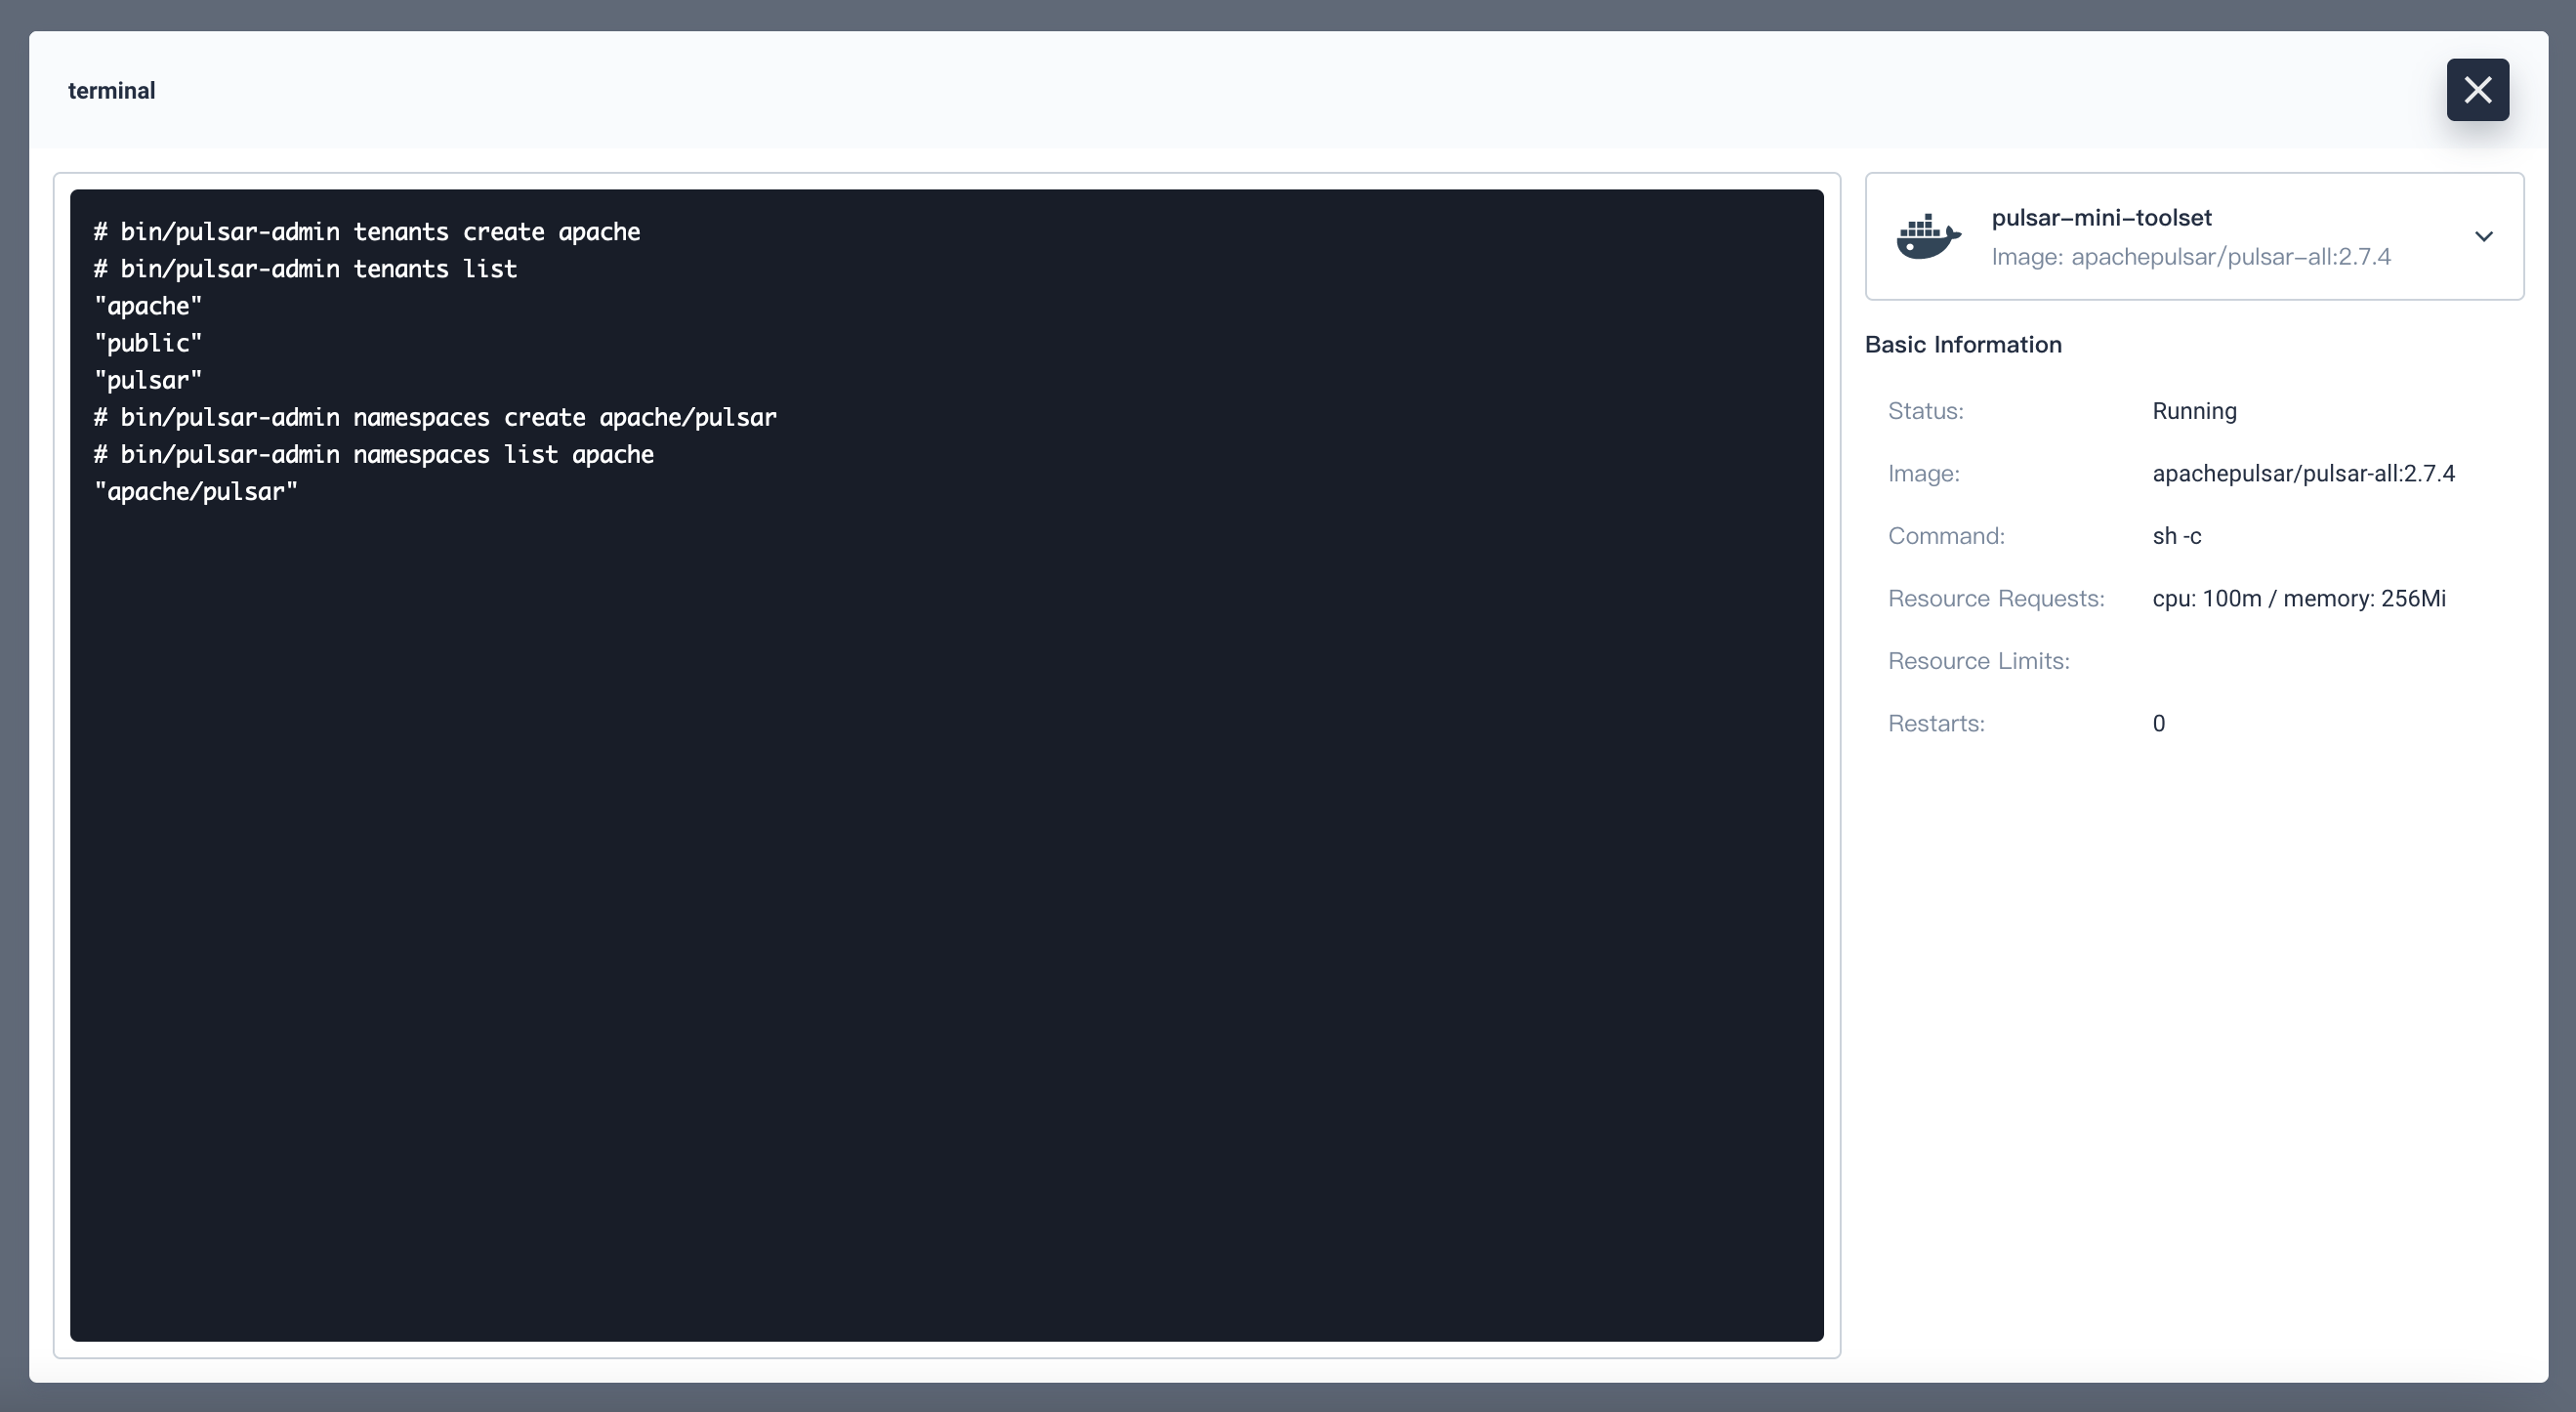 terminal
# bin/pulsar-admin tenants create apache
# bin/pulsar-admin tenants list
"apache"
"public"
"pulsar"
# bin/pulsar-admin namespaces create apache/pulsar
# bin/pulsar-admin namespaces list apache
"apache/pulsar"
pulsar-mini-toolset
Image: apachepulsar/pulsar-all:2.7.4
Basic Information
Status: Running
Image: apachepulsar/pulsar-all:2.7.4
Command: sh -c
Resource Requests: cpu: 100m / memory: 256Mi
Resource Limits:
Restarts: 0